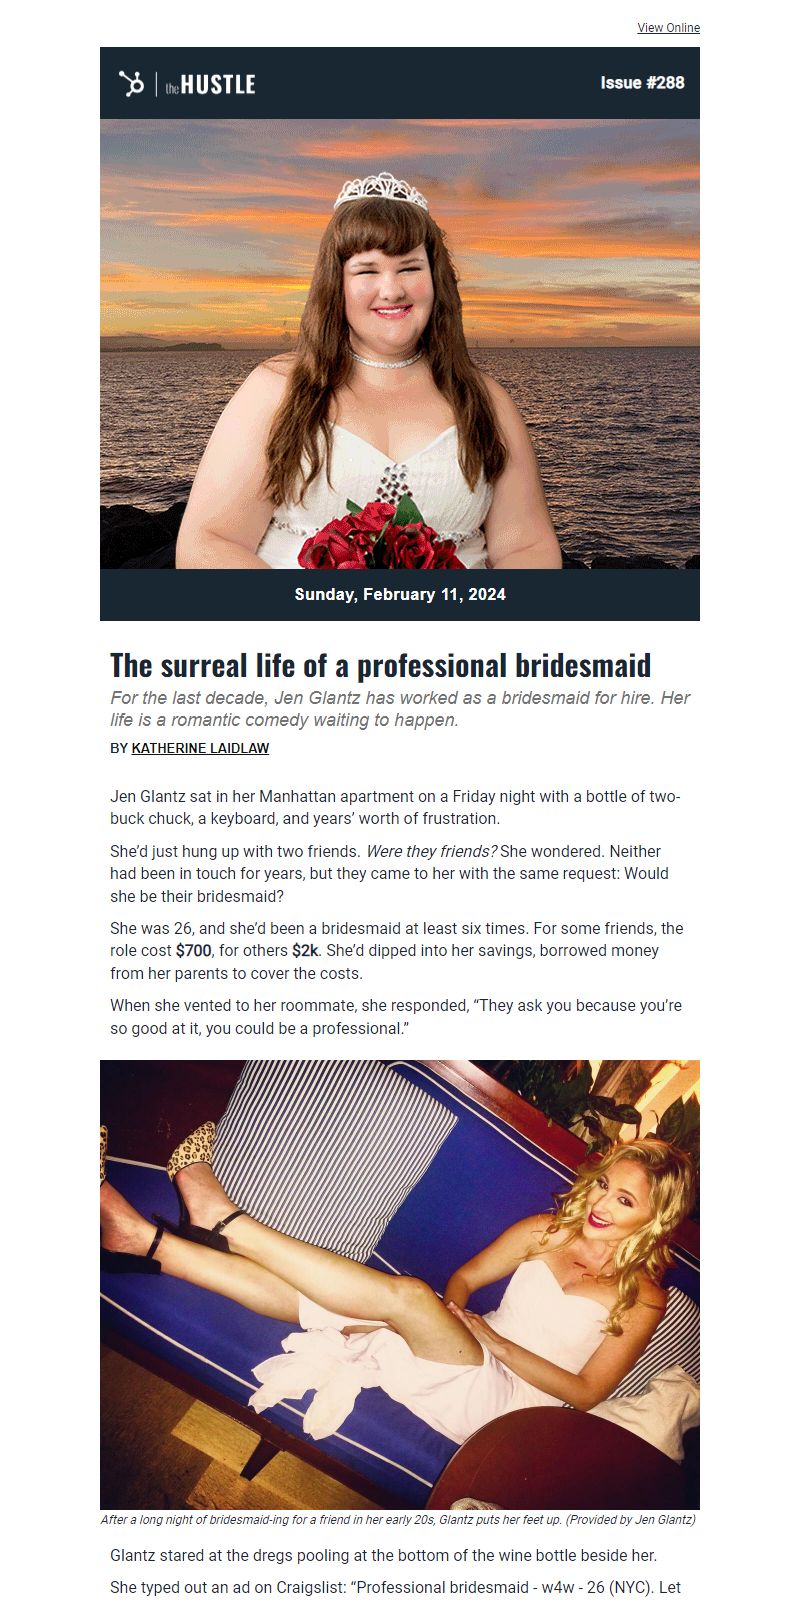 View Online
the HUSTLE
Issue #288
Sunday, February 11, 2024
The surreal life of a professional bridesmaid
For the last decade, Jen Glantz has worked as a bridesmaid for hire. Her
life is a romantic comedy waiting to happen.
BY KATHERINE LAIDLAW
Jen Glantz sat in her Manhattan apartment on a Friday night with a bottle of two-
buck chuck, a keyboard, and years’ worth of frustration.
She’d just hung up with two friends. Were they friends? She wondered. Neither
had been in touch for years, but they came to her with the same request: Would
she be their bridesmaid?
She was 26, and she’d been a bridesmaid at least six times. For some friends, the
role cost $700, for others $2k. She’d dipped into her savings, borrowed money
from her parents to cover the costs.
When she vented to her roommate, she responded, “They ask you because you’re
so good at it, you could be a professional.”
After a long night of bridesmaid-ing for a friend in her early 20s, Glantz puts her feet up. (Provided by Jen Glantz)
Glantz stared at the dregs pooling at the bottom of the wine bottle beside her.
She typed out an ad on Craigslist: “Professional bridesmaid - w4w - 26 (NYC). Let